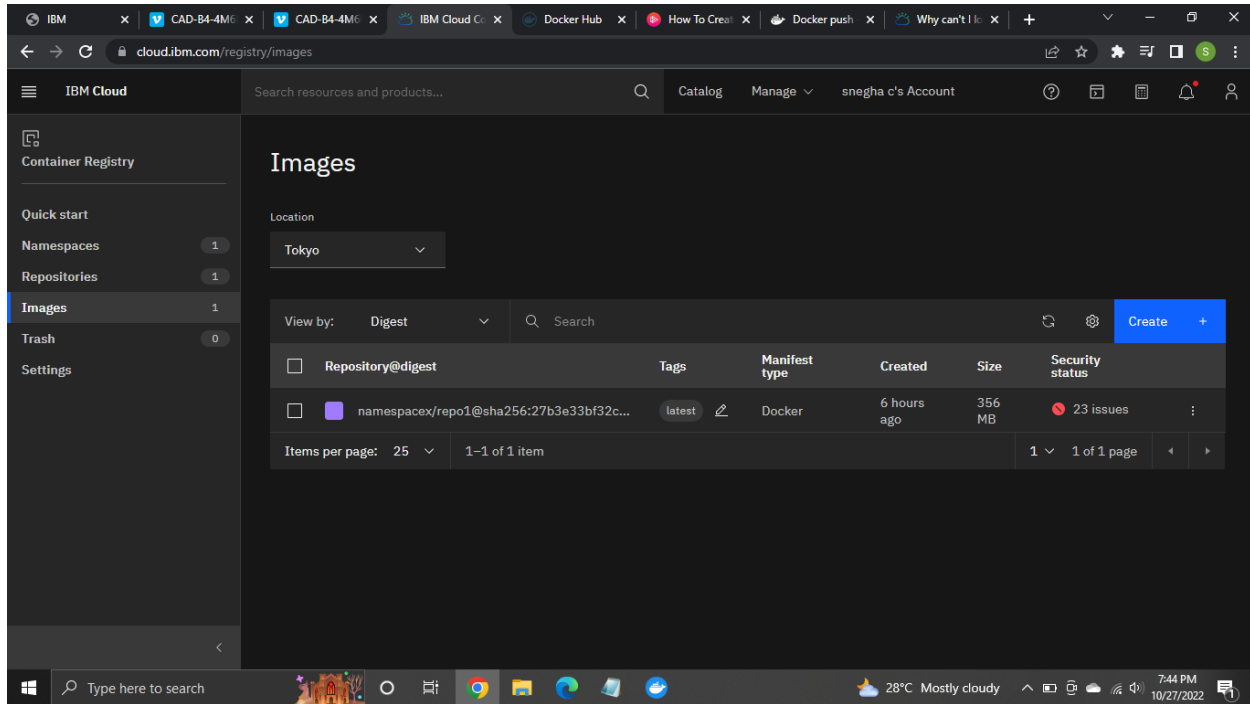 IBM
CAD-B4-4M6
CAD-B4-4M6
IBM Cloud Co
Docker Hub
How To Creat
Docker push
Why can't I lo
cloud.ibm.com/registry/images
S
IBM Cloud
Search resources and products...
Catalog
Manage
snegha c's Account
Container Registry
Quick start
Namespaces 1
Repositories 1
Images 1
Trash 0
Settings
Images
Location
Tokyo
View by: Digest
Search
Create +
Repository@digest
Tags
Manifest type
Created
Size
Security status
namespacex/repo1@sha256:27b3e33bf32c...
latest
Docker
6 hours ago
356 MB
23 issues
Items per page: 25
1–1 of 1 item
1
1 of 1 page
Type here to search
28°C Mostly cloudy
7:44 PM
10/27/2022
1